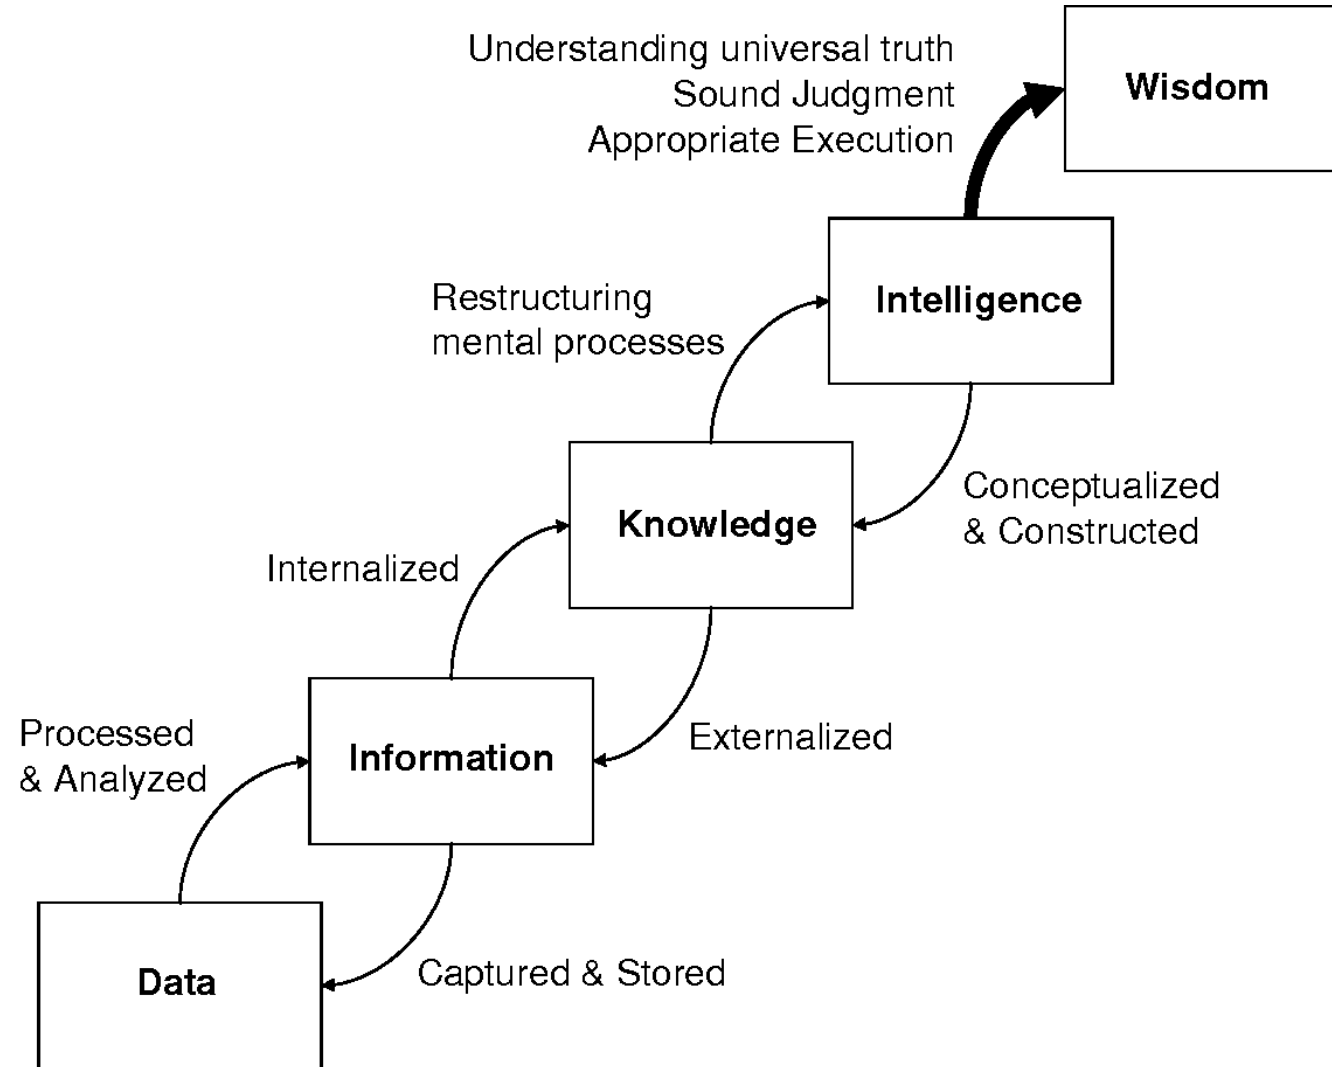 Understanding universal truth
Sound Judgment
Appropriate Execution
Wisdom
Restructuring
mental processes
Intelligence
Conceptualized
& Constructed
Knowledge
Internalized
Externalized
Processed
& Analyzed
Information
Captured & Stored
Data